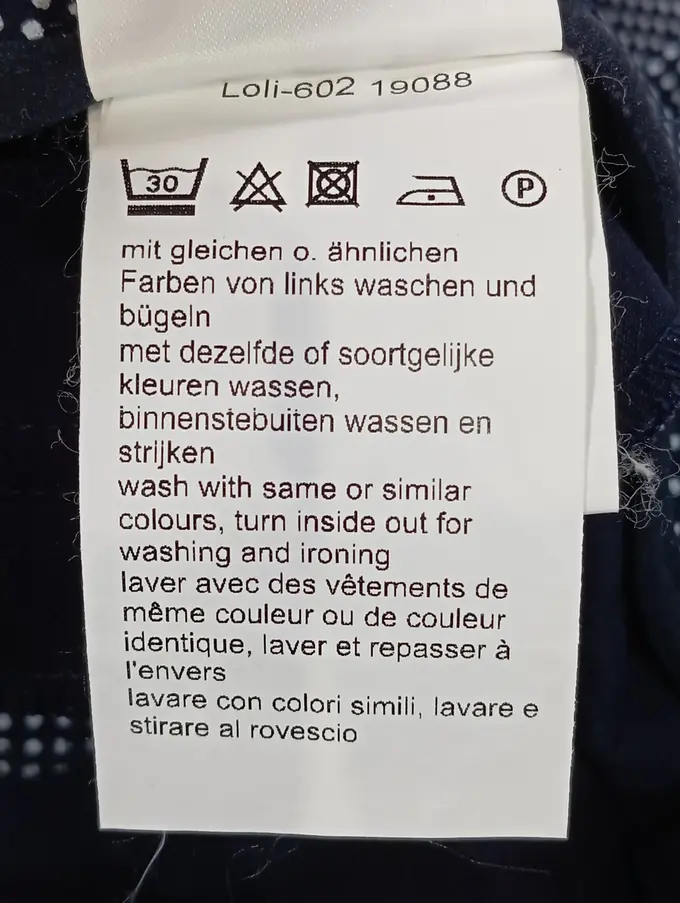 Loli-602 19088
30
P
mit gleichen o. ähnlichen
Farben von links waschen und
bügeln
met dezelfde of soortgelijke
kleuren wassen,
binnenstebuiten wassen en
strijken
wash with same or similar
colours, turn inside out for
washing and ironing
laver avec des vêtements de
même couleur ou de couleur
identique, laver et repasser à
l'envers
lavare con colori simili, lavare e
stirare al rovescio